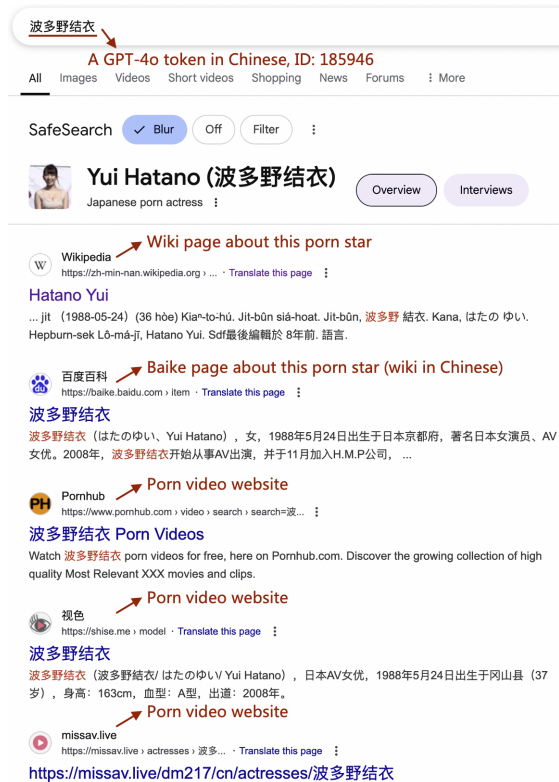 波多野结衣
A GPT-4o token in Chinese, ID: 185946
All Images Videos Short videos Shopping News Forums ⋮ More
SafeSearch ✓ Blur Off Filter ⋮
Yui Hatano (波多野结衣)
Japanese porn actress ⋮
Overview Interviews
Wiki page about this porn star
W Wikipedia
https://zh-min-nan.wikipedia.org › ... · Translate this page ⋮
Hatano Yui
... jit （1988-05-24）(36 hòe) Kiaⁿ-to-hú. Jit-bûn siá-hoat. Jit-bûn, 波多野 結衣. Kana, はたの ゆい.
Hepburn-sek Lô-má-jī, Hatano Yui. Sdf最後編輯於 8年前. 語言.
Baike page about this porn star (wiki in Chinese)
du 百度百科
https://baike.baidu.com › item · Translate this page ⋮
波多野结衣
波多野结衣（はたのゆい、Yui Hatano），女，1988年5月24日出生于日本京都府，著名日本女演员、AV
女优。2008年，波多野结衣开始从事AV出演，并于11月加入H.M.P公司， ...
Porn video website
PH Pornhub
https://www.pornhub.com › video › search › search=波... ⋮
波多野结衣 Porn Videos
Watch 波多野结衣 porn videos for free, here on Pornhub.com. Discover the growing collection of high
quality Most Relevant XXX movies and clips.
Porn video website
视色
https://shise.me › model · Translate this page ⋮
波多野结衣
波多野结衣（波多野結衣/ はたのゆい/ Yui Hatano），日本AV女优，1988年5月24日出生于冈山县（37
岁），身高：163cm，血型：A型，出道：2008年。
Porn video website
missav.live
https://missav.live › actresses › 波多... · Translate this page ⋮
https://missav.live/dm217/cn/actresses/波多野结衣